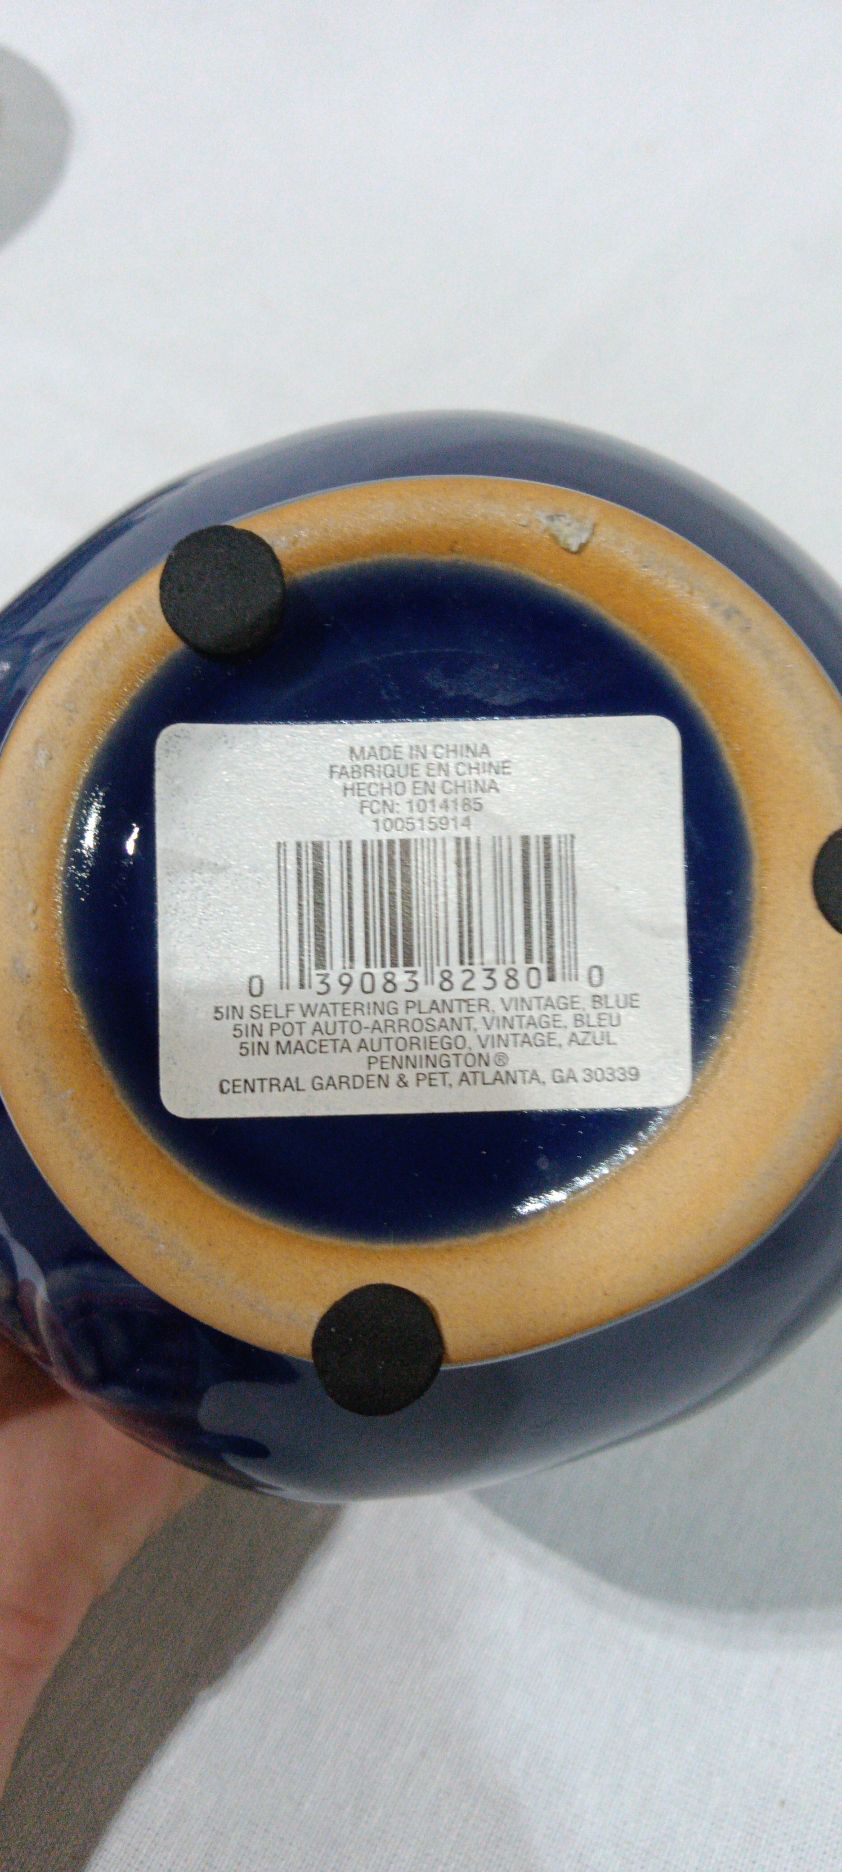 MADE IN CHINA
FABRIQUE EN CHINE
HECHO EN CHINA
FCN: 1014185
100515914
0 39083 82380 0
5IN SELF WATERING PLANTER, VINTAGE, BLUE
5IN POT AUTO-ARROSANT, VINTAGE, BLEU
5IN MACETA AUTORIEGO, VINTAGE, AZUL
PENNINGTON®
CENTRAL GARDEN & PET, ATLANTA, GA 30339